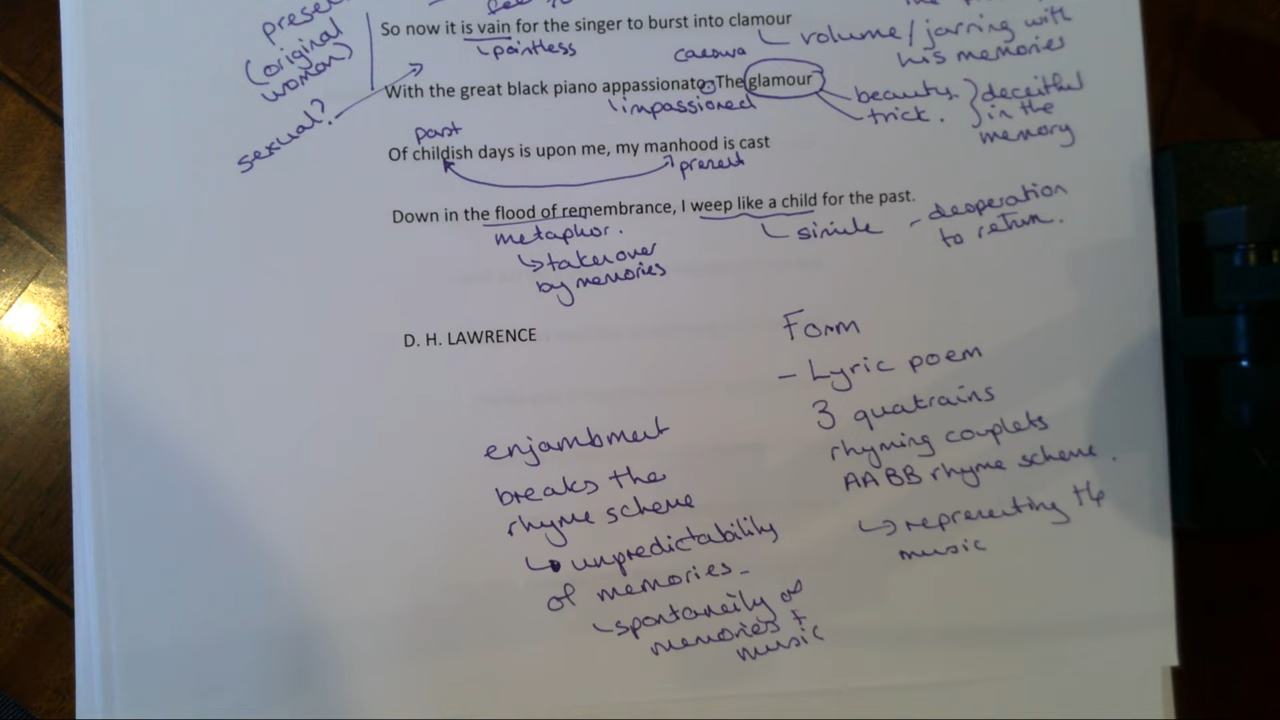 presen
(original
woman)
sexual?
So now it is vain for the singer to burst into clamour
pointless
caesura
volume/jarring with
his memories
With the great black piano appassionato. The glamour
impassioned
beauty.
trick.
deceitful
in the
memory
past
Of childish days is upon me, my manhood is cast
present
Down in the flood of remembrance, I weep like a child for the past.
metaphor.
takeover
by memories
simile - desperation
to return.
D. H. LAWRENCE
Form
- Lyric poem
3 quatrains
rhyming couplets
AABB rhyme scheme.
representing the
music
enjambment
breaks the
rhyme scheme
unpredictability
of memories
spontaneity of
memories +
music